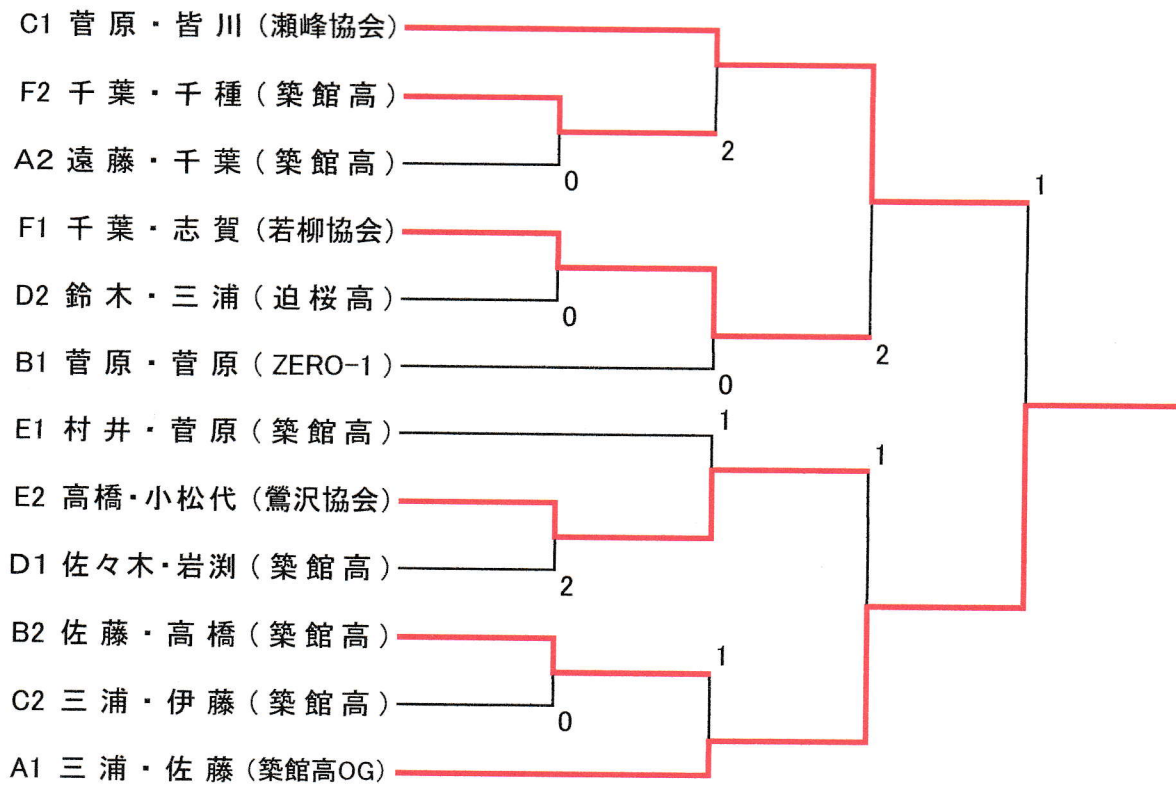 C1 菅原・皆川(瀬峰協会)
F2 千葉・千種(築館高)
2
A2 遠藤・千葉(築館高)
0
1
F1 千葉・志賀(若柳協会)
D2 鈴木・三浦(迫桜高)
0
2
B1 菅原・菅原(ZERO-1)
0
1
E1 村井・菅原(築館高)
1
E2 高橋・小松代(鶯沢協会)
D1 佐々木・岩渕(築館高)
2
B2 佐藤・高橋(築館高)
1
C2 三浦・伊藤(築館高)
0
A1 三浦・佐藤(築館高OG)